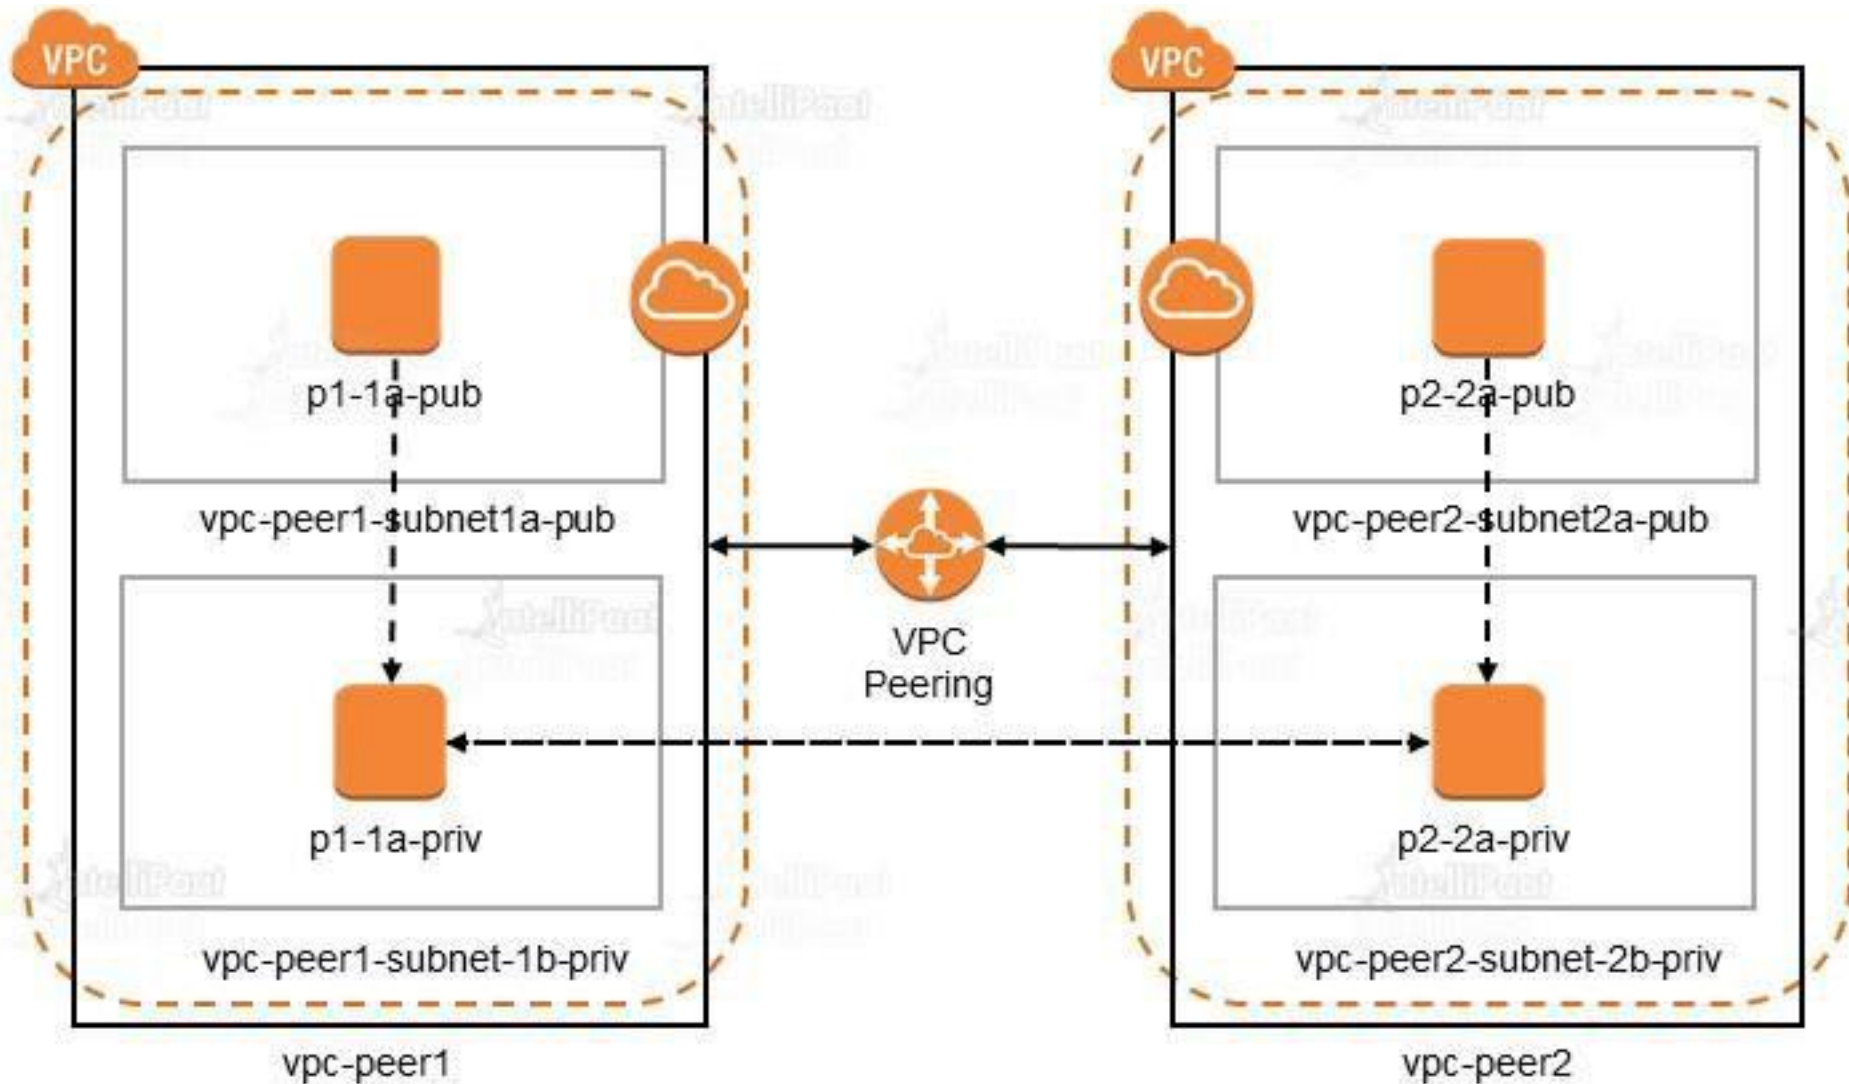 VPC
VPC
p1-1a-pub
p2-2a-pub
vpc-peer1-subnet1a-pub
vpc-peer2-subnet2a-pub
VPC
Peering
p1-1a-priv
p2-2a-priv
vpc-peer1-subnet-1b-priv
vpc-peer2-subnet-2b-priv
vpc-peer1
vpc-peer2